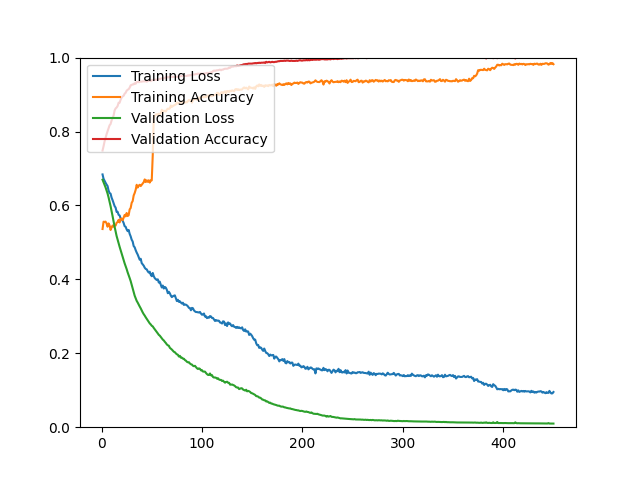 1.0
0.8
0.6
0.4
0.2
0.0
Training Loss
Training Accuracy
Validation Loss
Validation Accuracy
0 100 200 300 400